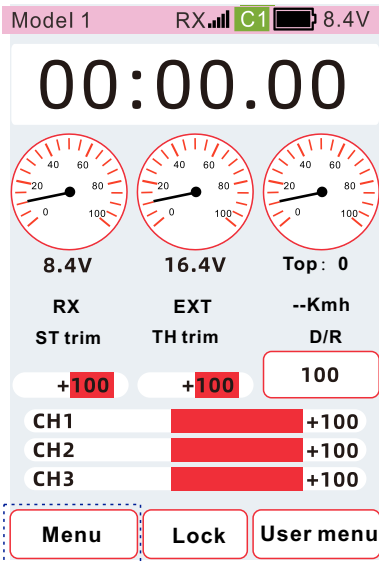 Model 1 RX C1 8.4V
00:00.00
40 60 40 60 40 60
20 80 20 80 20 80
0 100 0 100 0 100
8.4V 16.4V Top: 0
RX EXT --Kmh
ST trim TH trim D/R
+100 +100 100
CH1 +100
CH2 +100
CH3 +100
Menu Lock User menu